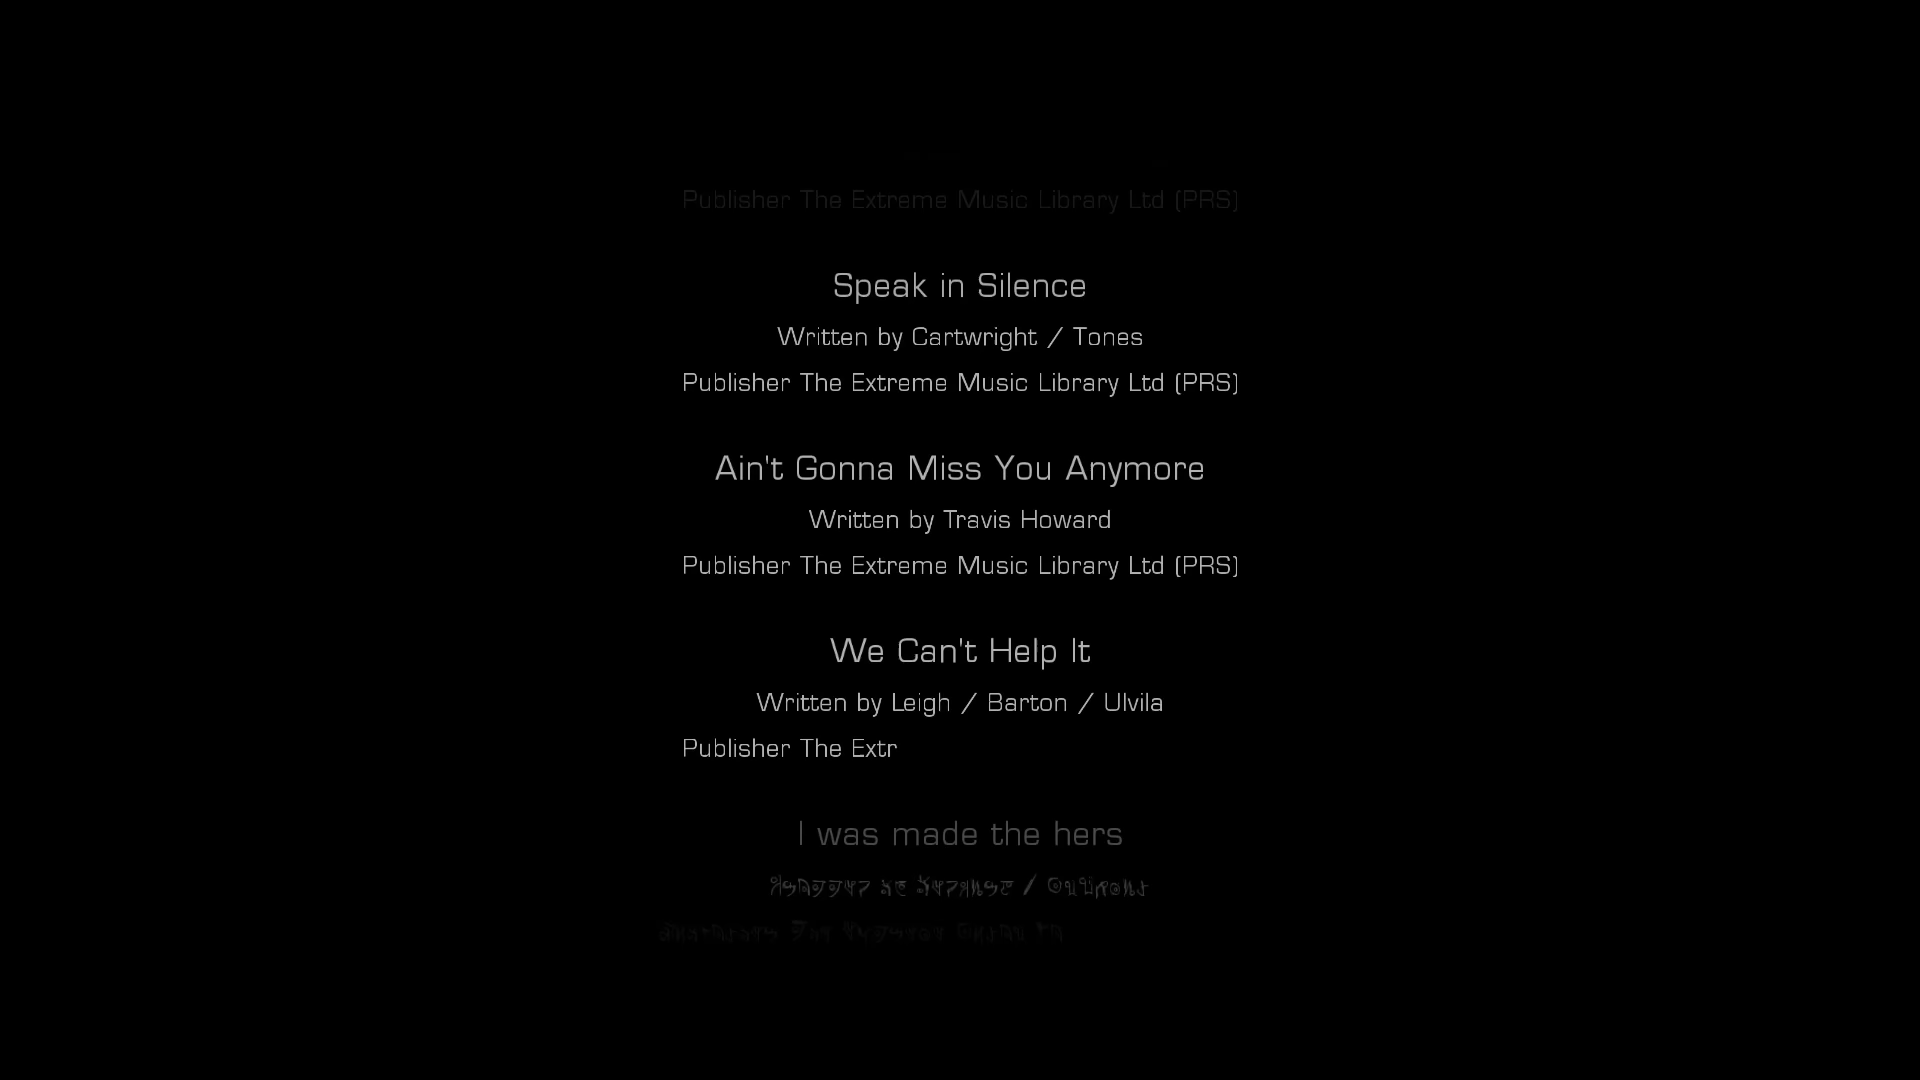 Publisher The Extreme Music Library Ltd (PRS)
Speak in Silence
Written by Cartwright / Tones
Publisher The Extreme Music Library Ltd (PRS)
Ain't Gonna Miss You Anymore
Written by Travis Howard
Publisher The Extreme Music Library Ltd (PRS)
We Can't Help It
Written by Leigh / Barton / Ulvila
Publisher The Extr
I was made the hers